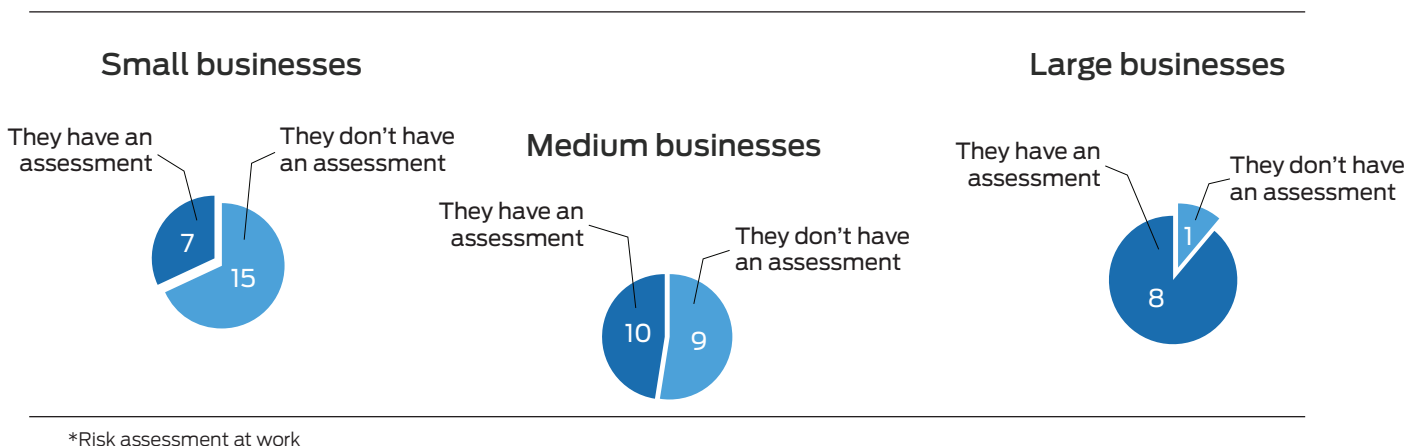 Small businesses
They have an
assessment
They don't have
an assessment
7
15
Medium businesses
They have an
assessment
They don't have
an assessment
10
9
Large businesses
They have an
assessment
They don't have
an assessment
1
8
*Risk assessment at work